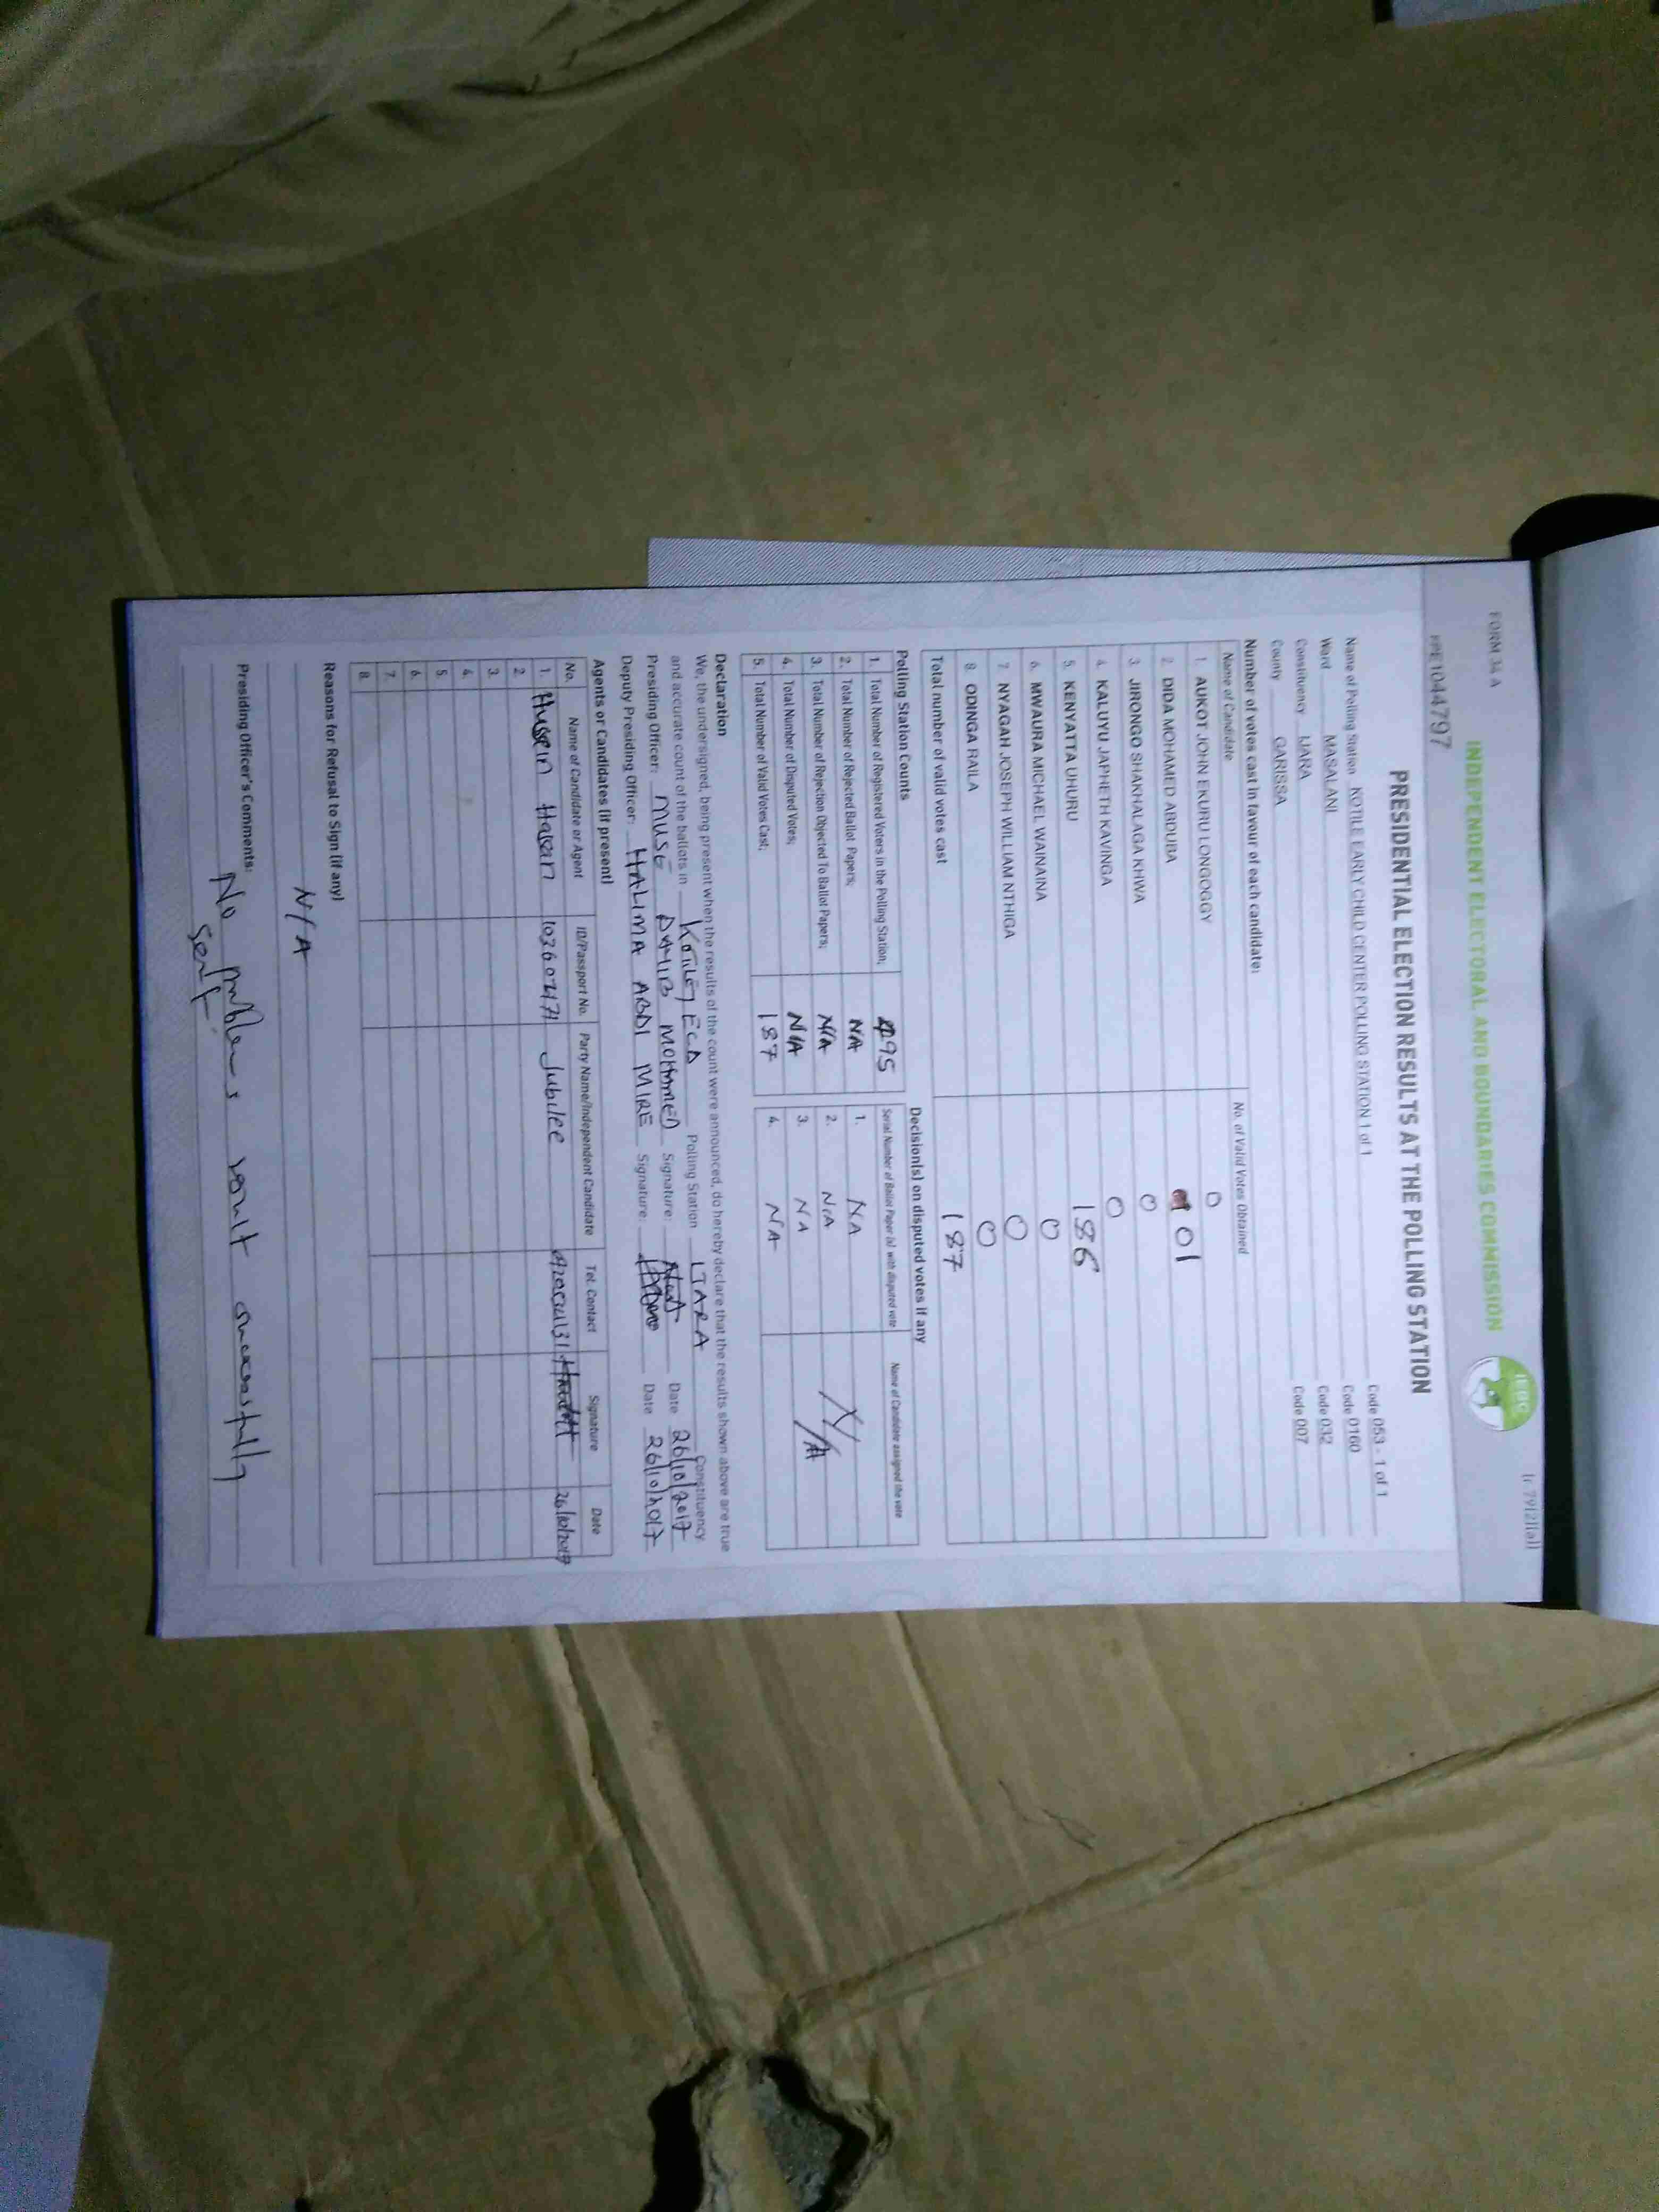 FORM 34 A
(r. 79(2)(a))
INDEPENDENT ELECTORAL AND BOUNDARIES COMMISSION
IEBC
PRESIDENTIAL ELECTION RESULTS AT THE POLLING STATION
Name of Polling Station KOTILE EARLY CHILD CENTER POLLING STATION 1 of 1 Code 053 - 1 of 1
Ward MASALANI Code 0160
Constituency IJARA Code 032
County GARISSA Code 007
Number of votes cast in favour of each candidate:
Name of Candidate No. of Valid Votes Obtained
1. AUKOT JOHN EKURU LONGOGGY 0
2. DIDA MOHAMED ABDUBA 01
3. JIRONGO SHAKHALAGA KHWA 0
4. KALUYU JAPHETH KAVINGA 0
5. KENYATTA UHURU 186
6. MWAURA MICHAEL WAINAINA 0
7. NYAGAH JOSEPH WILLIAM NTHIGA 0
8. ODINGA RAILA 0
Total number of valid votes cast 187
Polling Station Counts
1. Total Number of Registered Voters in the Polling Station; 495
2. Total Number of Rejected Ballot Papers; N/A
3. Total Number of Rejection Objected To Ballot Papers; N/A
4. Total Number of Disputed Votes; N/A
5. Total Number of Valid Votes Cast; 187
Decision(s) on disputed votes if any
Serial Number of Ballot Paper (s) with disputed vote Name of Candidate assigned the vote
1. NA
2. N/A
3. NA
4. NA
N/A
Declaration
We, the undersigned, being present when the results of the count were announced, do hereby declare that the results shown above are true
and accurate count of the ballots in Kotiley ECD Polling Station IJARA Constituency
Presiding Officer: MUSE MOHAMED Signature: Date 26/10/2017
Deputy Presiding Officer: HALIMA ABDI MIRE Signature: Date 26/10/2017
Agents or Candidates (if present)
No. Name of Candidate or Agent ID/Passport No. Party Name/Independent Candidate Tel. Contact Signature Date
1. Hussein Hassan 10360471 Jubilee 26/10/2017
2.
3.
4.
5.
6.
7.
8.
Reasons for Refusal to Sign (if any)
N/A
Presiding Officer's Comments:
No problems result successfully
sent